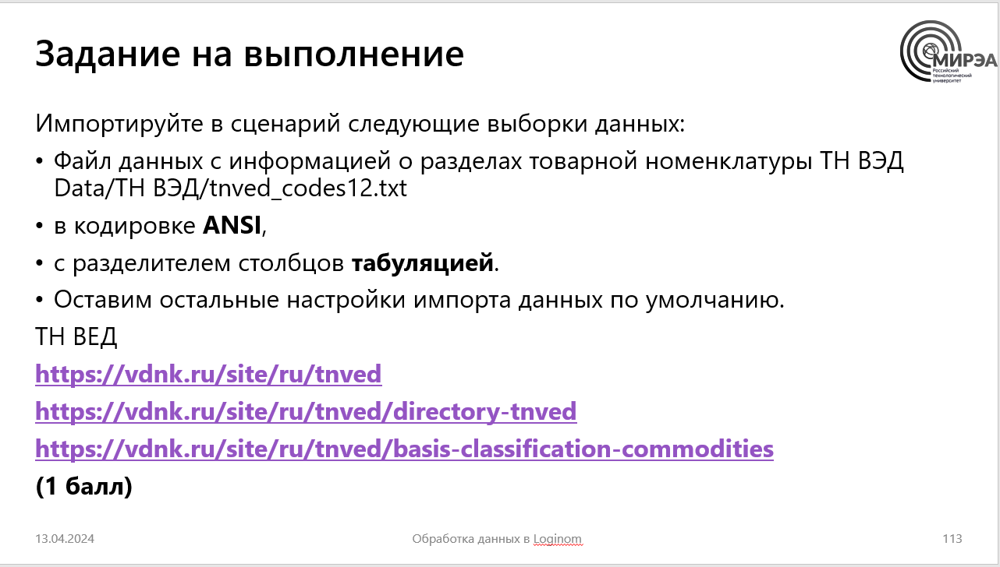 Задание на выполнение
МИРЭА
Российский
технологический
университет
Импортируйте в сценарий следующие выборки данных:
• Файл данных с информацией о разделах товарной номенклатуры ТН ВЭД
Data/ТН ВЭД/tnved_codes12.txt
• в кодировке ANSI,
• с разделителем столбцов табуляцией.
• Оставим остальные настройки импорта данных по умолчанию.
ТН ВЕД
https://vdnk.ru/site/ru/tnved
https://vdnk.ru/site/ru/tnved/directory-tnved
https://vdnk.ru/site/ru/tnved/basis-classification-commodities
(1 балл)
13.04.2024
Обработка данных в Loginom
113